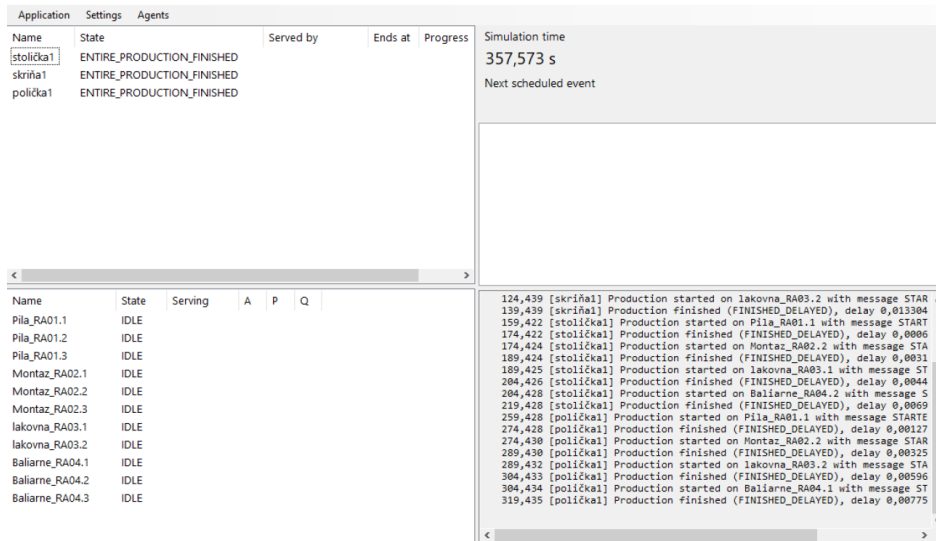 Application Settings Agents
Name State Served by Ends at Progress
stolička1 ENTIRE_PRODUCTION_FINISHED
skriňa1 ENTIRE_PRODUCTION_FINISHED
polička1 ENTIRE_PRODUCTION_FINISHED
Simulation time
357,573 s
Next scheduled event
Name State Serving A P Q
Pila_RA01.1 IDLE
Pila_RA01.2 IDLE
Pila_RA01.3 IDLE
Montaz_RA02.1 IDLE
Montaz_RA02.2 IDLE
Montaz_RA02.3 IDLE
lakovna_RA03.1 IDLE
lakovna_RA03.2 IDLE
Baliarne_RA04.1 IDLE
Baliarne_RA04.2 IDLE
Baliarne_RA04.3 IDLE
124,439 [skriňa1] Production started on lakovna_RA03.2 with message STAR
139,439 [skriňa1] Production finished (FINISHED_DELAYED), delay 0,013304
159,422 [stolička1] Production started on Pila_RA01.1 with message START
174,422 [stolička1] Production finished (FINISHED_DELAYED), delay 0,0006
174,424 [stolička1] Production started on Montaz_RA02.2 with message STA
189,424 [stolička1] Production finished (FINISHED_DELAYED), delay 0,0031
189,425 [stolička1] Production started on lakovna_RA03.1 with message ST
204,426 [stolička1] Production finished (FINISHED_DELAYED), delay 0,0044
204,428 [stolička1] Production started on Baliarne_RA04.2 with message S
219,428 [stolička1] Production finished (FINISHED_DELAYED), delay 0,0069
259,428 [polička1] Production started on Pila_RA01.1 with message STARTE
274,428 [polička1] Production finished (FINISHED_DELAYED), delay 0,00127
274,430 [polička1] Production started on Montaz_RA02.2 with message STAR
289,430 [polička1] Production finished (FINISHED_DELAYED), delay 0,00325
289,432 [polička1] Production started on lakovna_RA03.2 with message STA
304,433 [polička1] Production finished (FINISHED_DELAYED), delay 0,00596
304,434 [polička1] Production started on Baliarne_RA04.1 with message ST
319,435 [polička1] Production finished (FINISHED_DELAYED), delay 0,00775